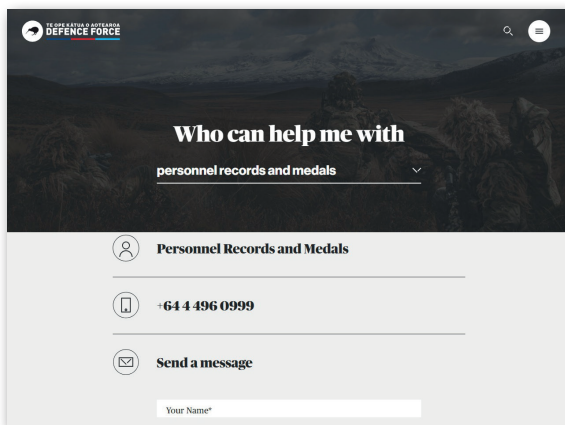 TE OPE KĀTUA O AOTEAROA
DEFENCE FORCE
Who can help me with
personnel records and medals
Personnel Records and Medals
+64 4 496 0999
Send a message
Your Name*